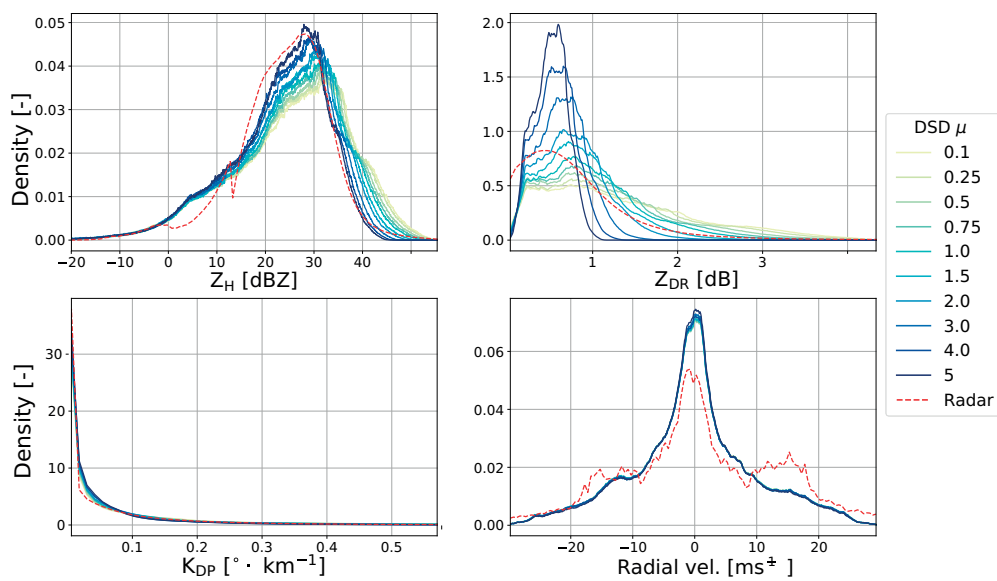 0.05
0.04
0.03
0.02
0.01
0.00
Density [-]
-20 -10 0 10 20 30 40
Z_H [dBZ]
2.0
1.5
1.0
0.5
0.0
1 2 3
Z_DR [dB]
DSD μ
0.1
0.25
0.5
0.75
1.0
1.5
2.0
3.0
4.0
5
Radar
30
20
10
0
Density [-]
0.1 0.2 0.3 0.4 0.5
K_DP [° · km⁻¹]
0.06
0.04
0.02
0.00
−20 −10 0 10 20
Radial vel. [ms⁻¹ ]